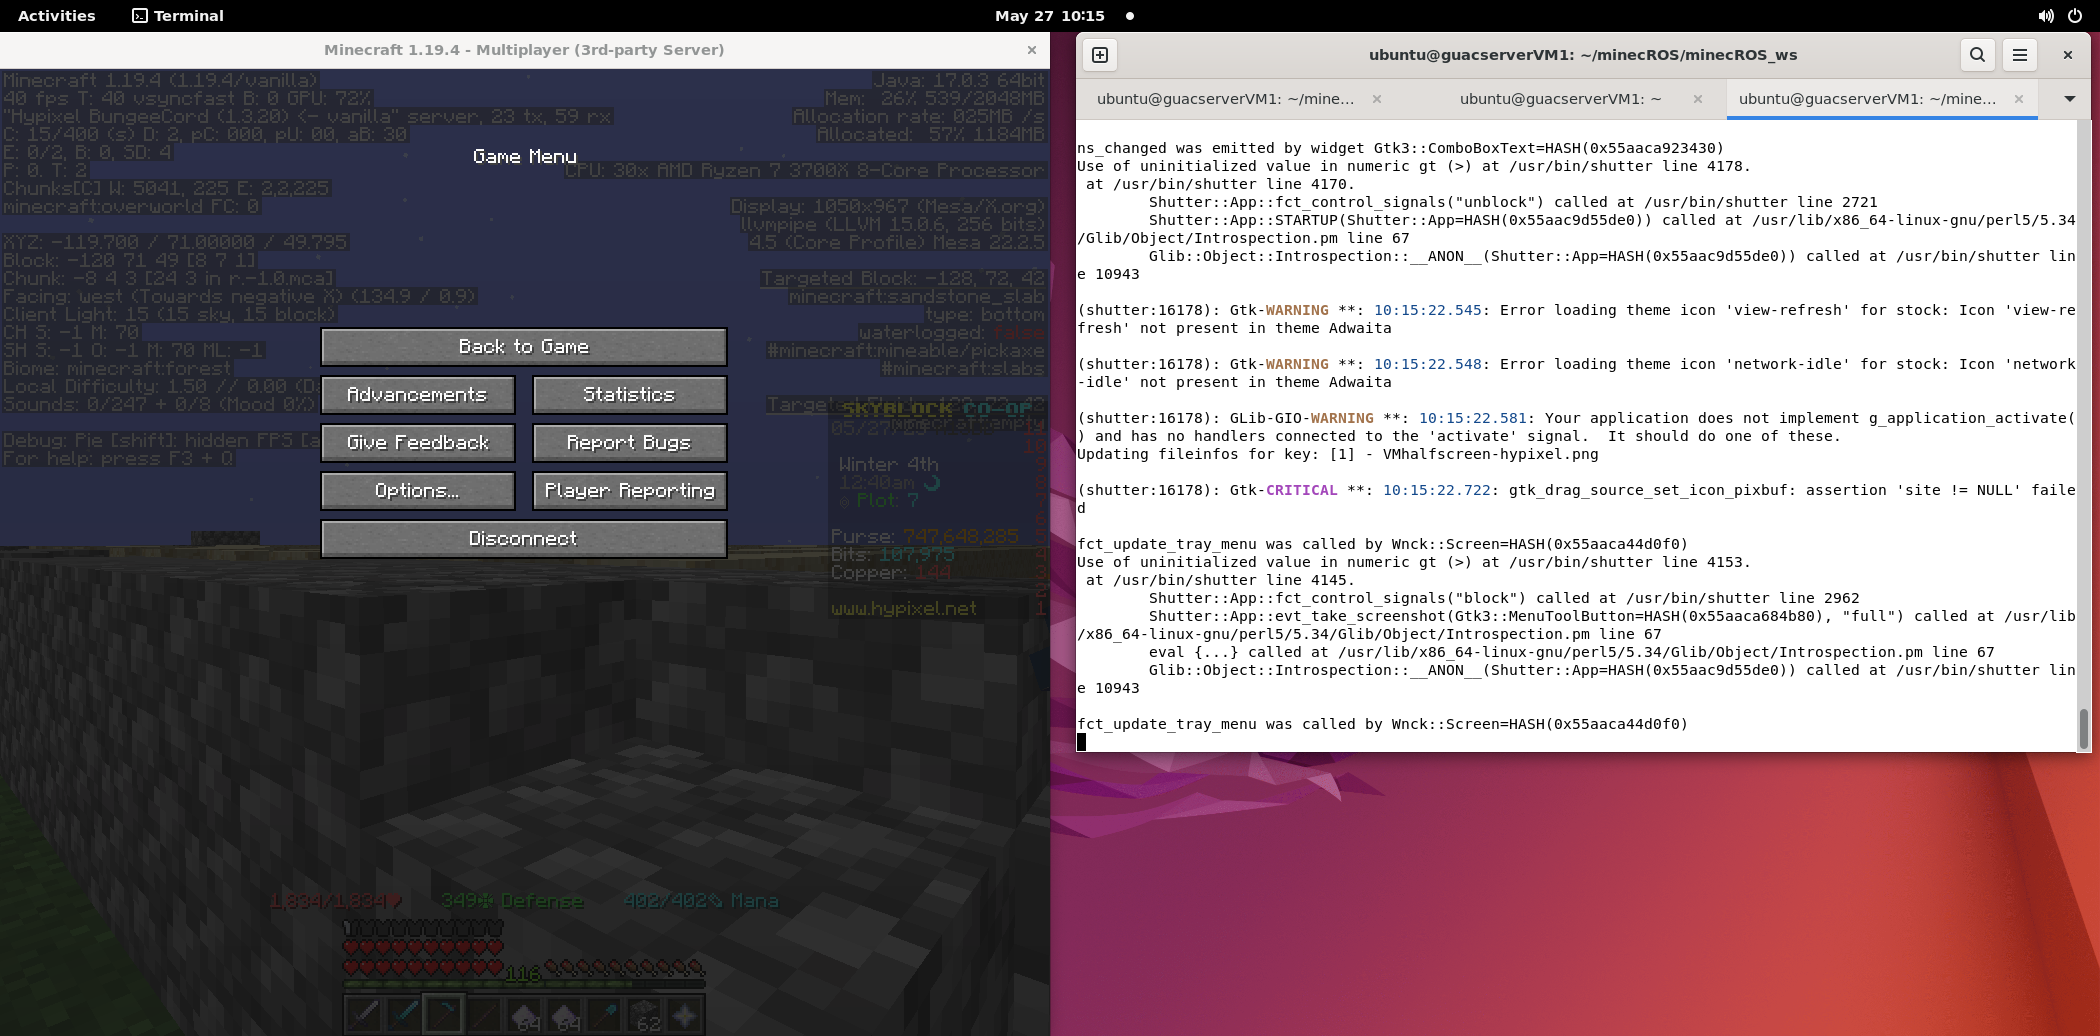 Activities
Terminal
May 27 10:15
Minecraft 1.19.4 - Multiplayer (3rd-party Server)
Minecraft 1.19.4 (1.19.4/vanilla)
40 fps T: 40 vsyncfast B: 0 GPU: 72%
"Hypixel BungeeCord (1.3.20) <- vanilla" server, 23 tx, 59 rx
C: 15/400 (s) D: 2, pC: 000, pU: 00, aB: 30
E: 0/2, B: 0, SD: 4
P: 0. T: 2
Chunks[C] W: 5041, 225 E: 2,2,225
minecraft:overworld FC: 0
XYZ: -119.700 / 71.00000 / 49.795
Block: -120 71 49 [8 7 1]
Chunk: -8 4 3 [24 3 in r.-1.0.mca]
Facing: west (Towards negative X) (134.9 / 0.9)
Client Light: 15 (15 sky, 15 block)
CH S: -1 M: 70
SH S: -1 O: -1 M: 70 ML: -1
Biome: minecraft:forest
Local Difficulty: 1.50 // 0.00 (Da
Sounds: 0/247 + 0/8 (Mood 0%)
Debug: Pie [shift]: hidden FPS [a
For help: press F3 + Q
Java: 17.0.3 64bit
Mem: 26% 539/2048MB
Allocation rate: 025MB /s
Allocated: 57% 1184MB
CPU: 30x AMD Ryzen 7 3700X 8-Core Processor
Display: 1050x967 (Mesa/X.org)
llvmpipe (LLVM 15.0.6, 256 bits)
4.5 (Core Profile) Mesa 22.2.5
Targeted Block: -128, 72, 42
minecraft:sandstone_slab
type: bottom
waterlogged: false
#minecraft:mineable/pickaxe
#minecraft:slabs
Game Menu
Back to Game
Advancements
Statistics
Give Feedback
Report Bugs
Options...
Player Reporting
Disconnect
SKYBLOCK CO-OP
05/27/23
Winter 4th
12:40am
Plot: 7
Purse: 747,648,285
Bits: 107,975
Copper: 144
www.hypixel.net
10
9
8
7
6
5
4
3
2
1
1,834/1,834
349 Defense
402/402 Mana
116
64
64
62
ubuntu@guacserverVM1: ~/minecROS/minecROS_ws
ubuntu@guacserverVM1: ~/mine...
ubuntu@guacserverVM1: ~
ubuntu@guacserverVM1: ~/mine...
ns_changed was emitted by widget Gtk3::ComboBoxText=HASH(0x55aaca923430)
Use of uninitialized value in numeric gt (>) at /usr/bin/shutter line 4178.
at /usr/bin/shutter line 4170.
Shutter::App::fct_control_signals("unblock") called at /usr/bin/shutter line 2721
Shutter::App::STARTUP(Shutter::App=HASH(0x55aac9d55de0)) called at /usr/lib/x86_64-linux-gnu/perl5/5.34
/Glib/Object/Introspection.pm line 67
Glib::Object::Introspection::__ANON__(Shutter::App=HASH(0x55aac9d55de0)) called at /usr/bin/shutter lin
e 10943
(shutter:16178): Gtk-WARNING **: 10:15:22.545: Error loading theme icon 'view-refresh' for stock: Icon 'view-re
fresh' not present in theme Adwaita
(shutter:16178): Gtk-WARNING **: 10:15:22.548: Error loading theme icon 'network-idle' for stock: Icon 'network
-idle' not present in theme Adwaita
(shutter:16178): GLib-GIO-WARNING **: 10:15:22.581: Your application does not implement g_application_activate(
) and has no handlers connected to the 'activate' signal.  It should do one of these.
Updating fileinfos for key: [1] - VMhalfscreen-hypixel.png
(shutter:16178): Gtk-CRITICAL **: 10:15:22.722: gtk_drag_source_set_icon_pixbuf: assertion 'site != NULL' faile
d
fct_update_tray_menu was called by Wnck::Screen=HASH(0x55aaca44d0f0)
Use of uninitialized value in numeric gt (>) at /usr/bin/shutter line 4153.
at /usr/bin/shutter line 4145.
Shutter::App::fct_control_signals("block") called at /usr/bin/shutter line 2962
Shutter::App::evt_take_screenshot(Gtk3::MenuToolButton=HASH(0x55aaca684b80), "full") called at /usr/lib
/x86_64-linux-gnu/perl5/5.34/Glib/Object/Introspection.pm line 67
eval {...} called at /usr/lib/x86_64-linux-gnu/perl5/5.34/Glib/Object/Introspection.pm line 67
Glib::Object::Introspection::__ANON__(Shutter::App=HASH(0x55aac9d55de0)) called at /usr/bin/shutter lin
e 10943
fct_update_tray_menu was called by Wnck::Screen=HASH(0x55aaca44d0f0)